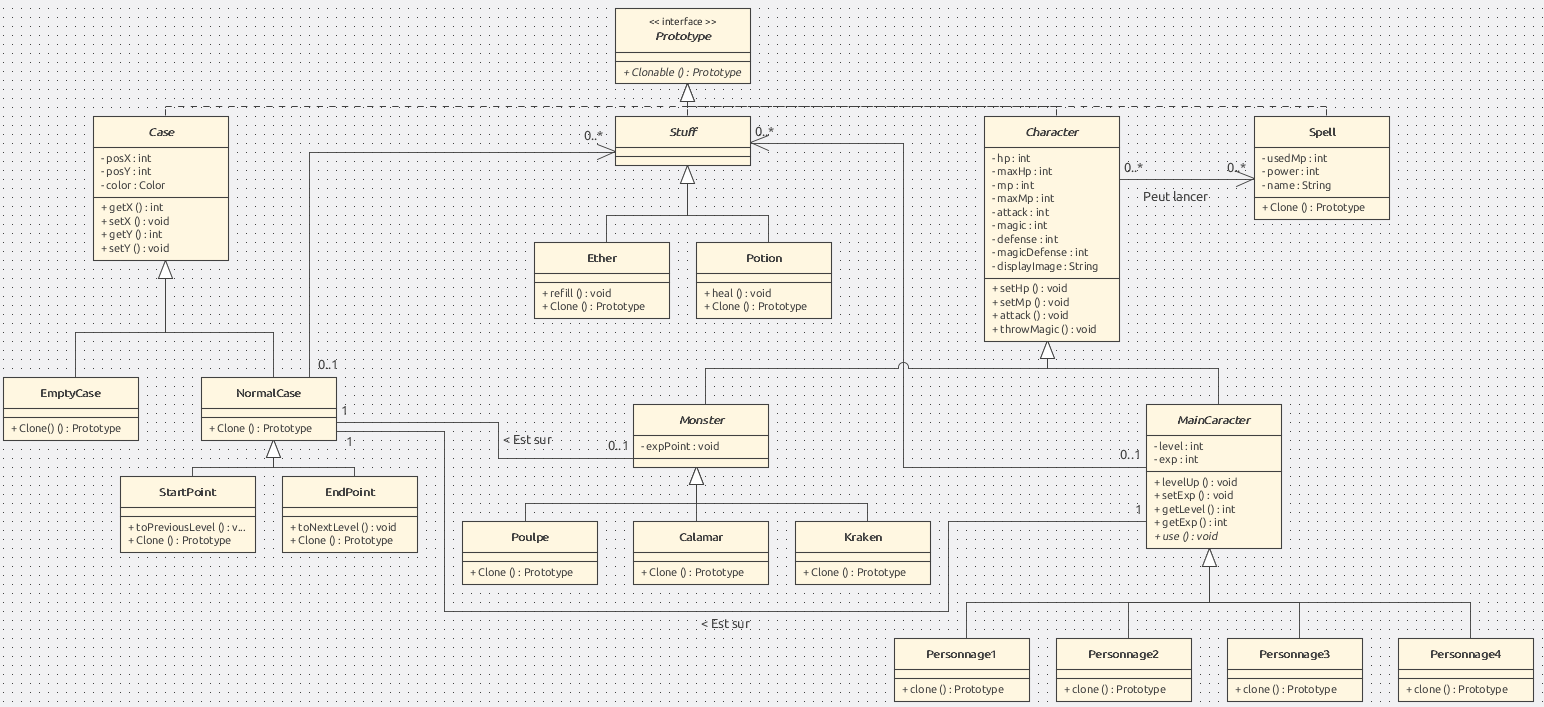 << interface >>
Prototype
+ Clonable () : Prototype
Case
- posX : int
- posY : int
- color : Color
+ getX () : int
+ setX () : void
+ getY () : int
+ setY () : void
0..*
Stuff
0..*
Character
- hp : int
- maxHp : int
- mp : int
- maxMp : int
- attack : int
- magic : int
- defense : int
- magicDefense : int
- displayImage : String
+ setHp () : void
+ setMp () : void
+ attack () : void
+ throwMagic () : void
0..*
0..*
Peut lancer
Spell
- usedMp : int
- power : int
- name : String
+ Clone () : Prototype
Ether
+ refill () : void
+ Clone () : Prototype
Potion
+ heal () : void
+ Clone () : Prototype
0..1
EmptyCase
+ Clone() () : Prototype
NormalCase
+ Clone () : Prototype
1
1
< Est sur
0..1
Monster
- expPoint : void
0..1
1
MainCaracter
- level : int
- exp : int
+ levelUp () : void
+ setExp () : void
+ getLevel () : int
+ getExp () : int
+ use () : void
StartPoint
+ toPreviousLevel () : v...
+ Clone () : Prototype
EndPoint
+ toNextLevel () : void
+ Clone () : Prototype
Poulpe
+ Clone () : Prototype
Calamar
+ Clone () : Prototype
Kraken
+ Clone () : Prototype
< Est sur
Personnage1
+ clone () : Prototype
Personnage2
+ clone () : Prototype
Personnage3
+ clone () : Prototype
Personnage4
+ clone () : Prototype